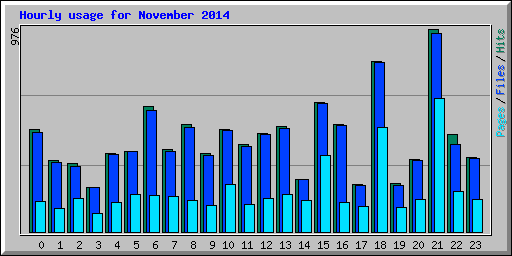 Hourly usage for November 2014
976
Pages / Files / Hits
0 1 2 3 4 5 6 7 8 9 10 11 12 13 14 15 16 17 18 19 20 21 22 23